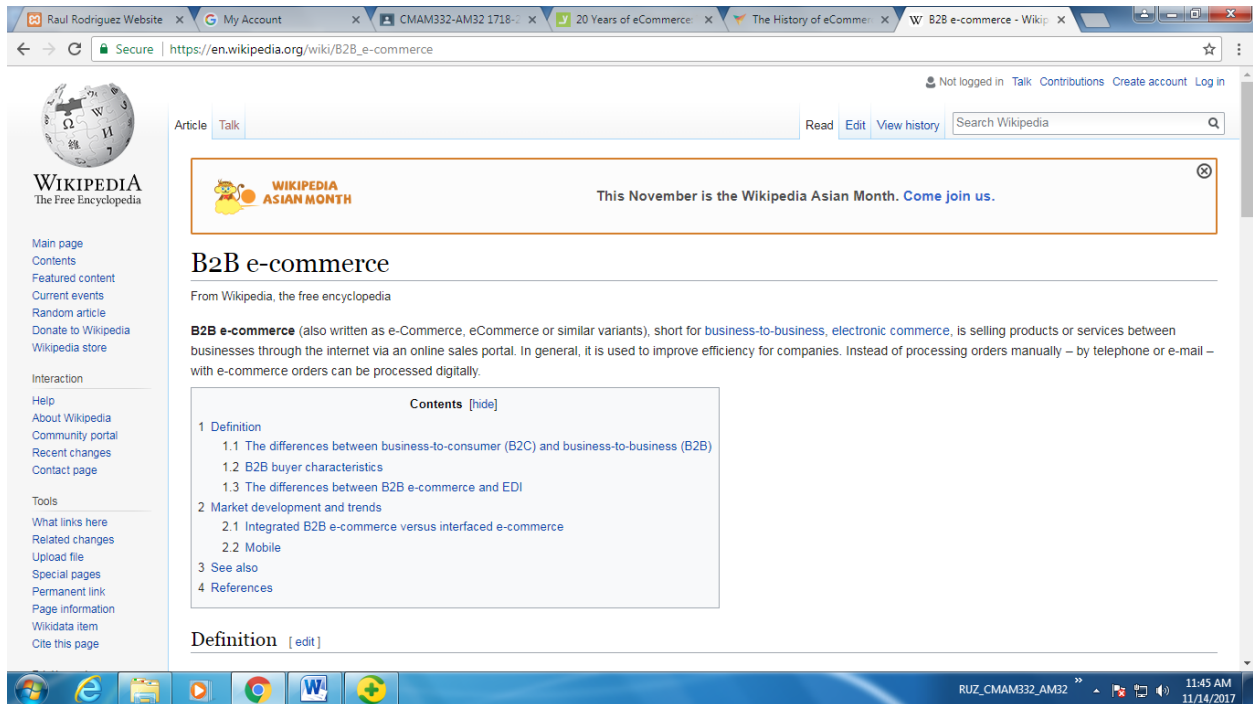 Raul Rodriguez Website
My Account
CMAM332-AM32 1718-2
20 Years of eCommerce
The History of eCommer
B2B e-commerce - Wikip
Secure
https://en.wikipedia.org/wiki/B2B_e-commerce
Not logged in Talk Contributions Create account Log in
Article Talk
Read Edit View history
Search Wikipedia
WIKIPEDIA
The Free Encyclopedia
WIKIPEDIA
ASIAN MONTH
This November is the Wikipedia Asian Month. Come join us.
Main page
Contents
Featured content
Current events
Random article
Donate to Wikipedia
Wikipedia store
Interaction
Help
About Wikipedia
Community portal
Recent changes
Contact page
Tools
What links here
Related changes
Upload file
Special pages
Permanent link
Page information
Wikidata item
Cite this page
B2B e-commerce
From Wikipedia, the free encyclopedia
B2B e-commerce (also written as e-Commerce, eCommerce or similar variants), short for business-to-business, electronic commerce, is selling products or services between
businesses through the internet via an online sales portal. In general, it is used to improve efficiency for companies. Instead of processing orders manually – by telephone or e-mail –
with e-commerce orders can be processed digitally.
Contents [hide]
1 Definition
1.1 The differences between business-to-consumer (B2C) and business-to-business (B2B)
1.2 B2B buyer characteristics
1.3 The differences between B2B e-commerce and EDI
2 Market development and trends
2.1 Integrated B2B e-commerce versus interfaced e-commerce
2.2 Mobile
3 See also
4 References
Definition [ edit ]
RUZ_CMAM332_AM32
11:45 AM
11/14/2017